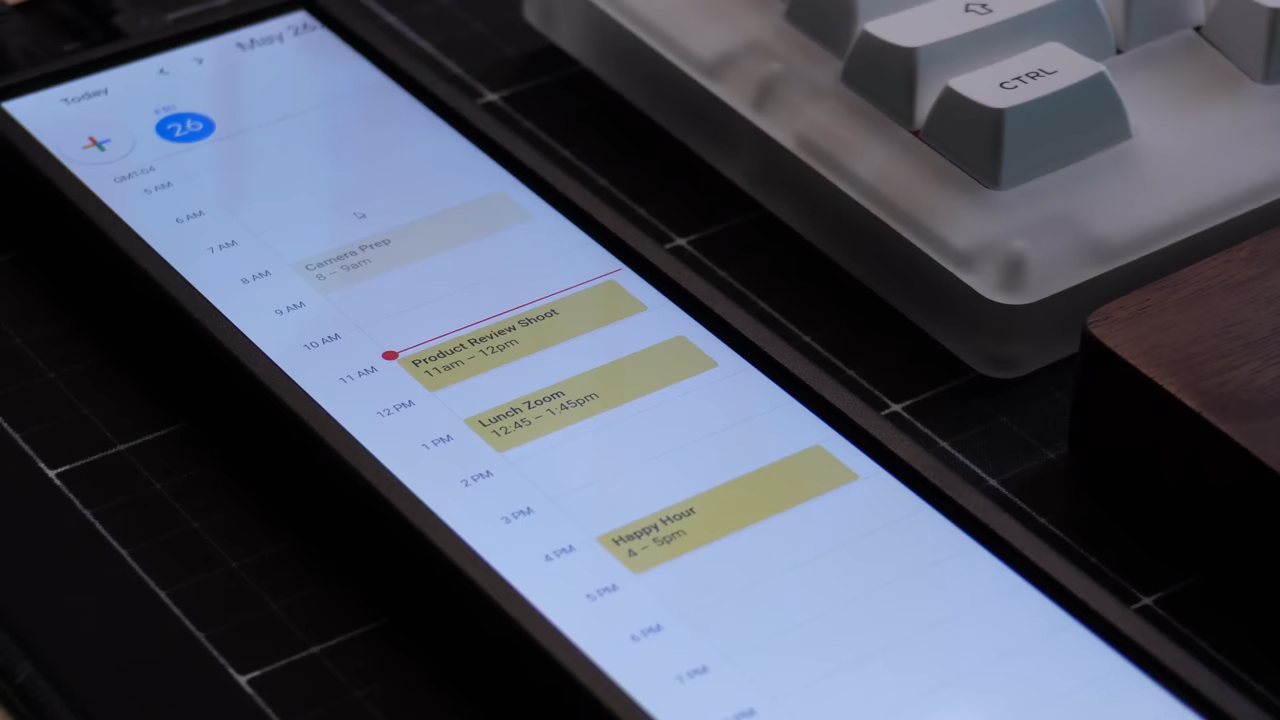 May 26,
Today
FRI
26
GMT-04
5 AM
6 AM
7 AM
8 AM
9 AM
10 AM
11 AM
12 PM
1 PM
2 PM
3 PM
4 PM
5 PM
6 PM
7 PM
Camera Prep
8 – 9am
Product Review Shoot
11am – 12pm
Lunch Zoom
12:45 – 1:45pm
Happy Hour
4 – 5pm
CTRL